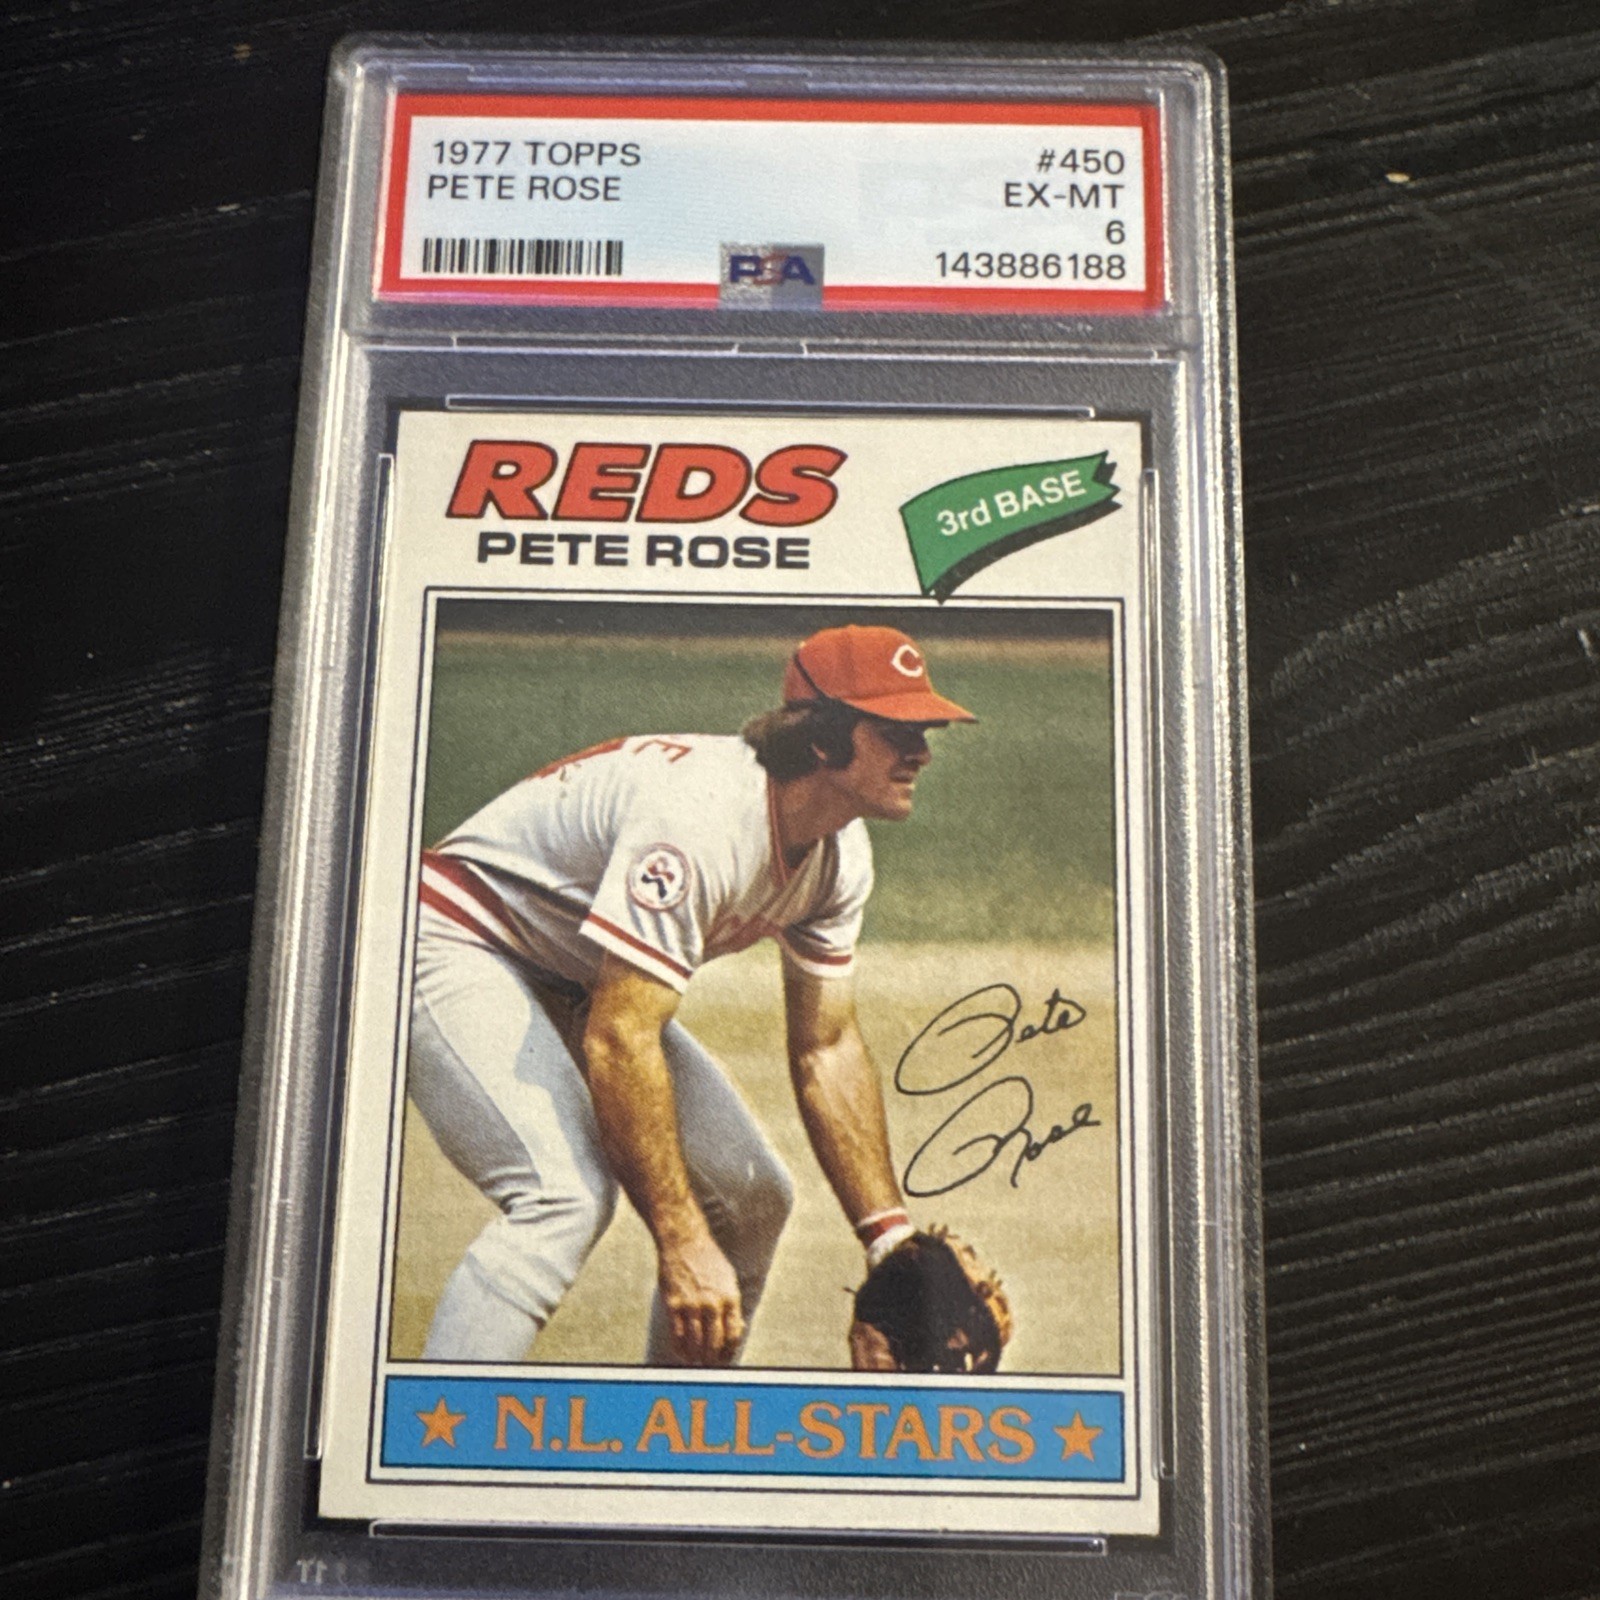 1977 TOPPS #450
PETE ROSE EX-MT
6
PSA 143886188
REDS
PETE ROSE
3rd BASE
C
E
Pete
Rose
★ N.L. ALL-STARS ★